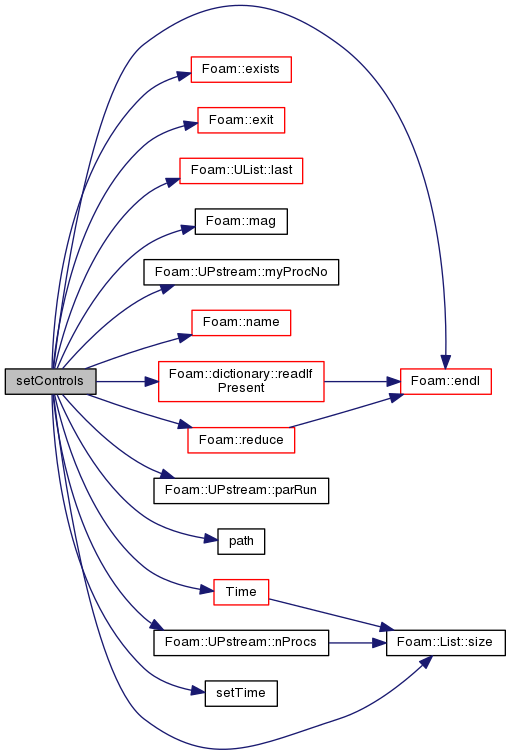 Foam::exists
Foam::exit
Foam::UList::last
Foam::mag
Foam::UPstream::myProcNo
Foam::name
setControls
Foam::dictionary::readIf
Present
Foam::endl
Foam::reduce
Foam::UPstream::parRun
path
Time
Foam::UPstream::nProcs
Foam::List::size
setTime